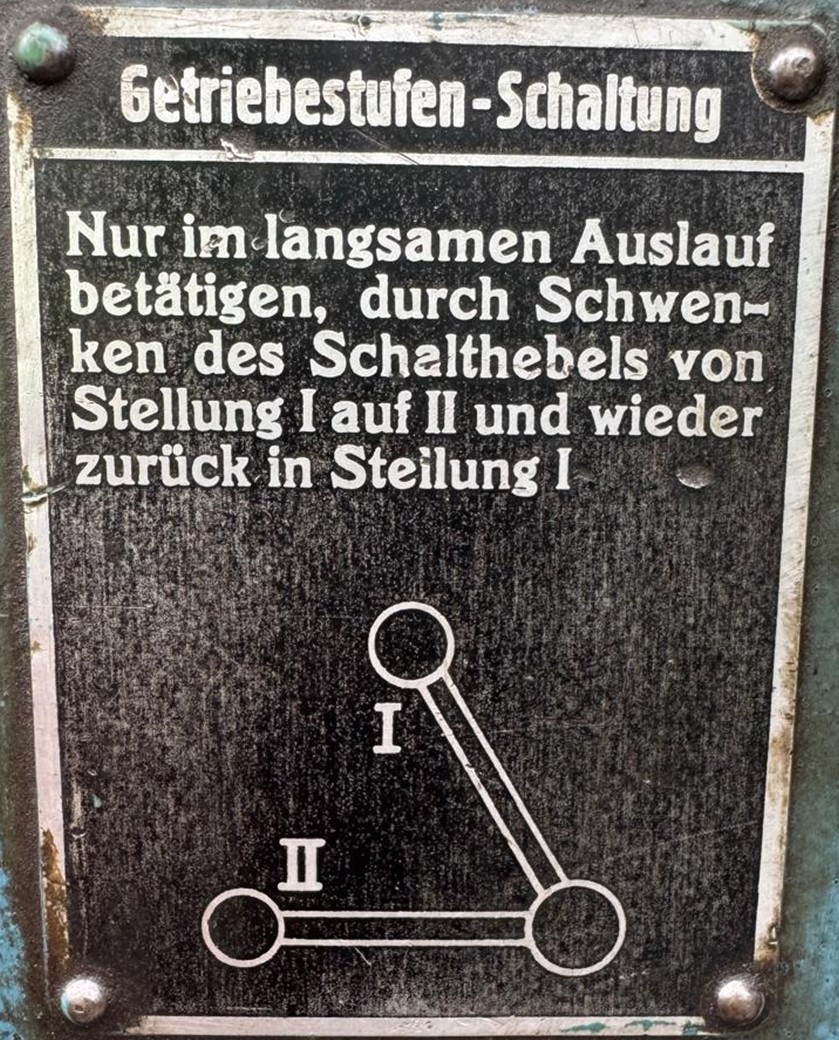 Getriebestufen-Schaltung
Nur im langsamen Auslauf
betätigen, durch Schwen-
ken des Schalthebels von
Stellung I auf II und wieder
zurück in Stellung I
I
II